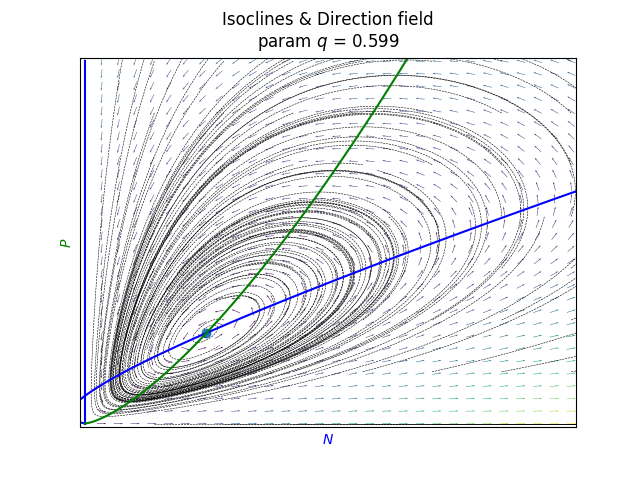 Isoclines & Direction field
param q = 0.599
P
N